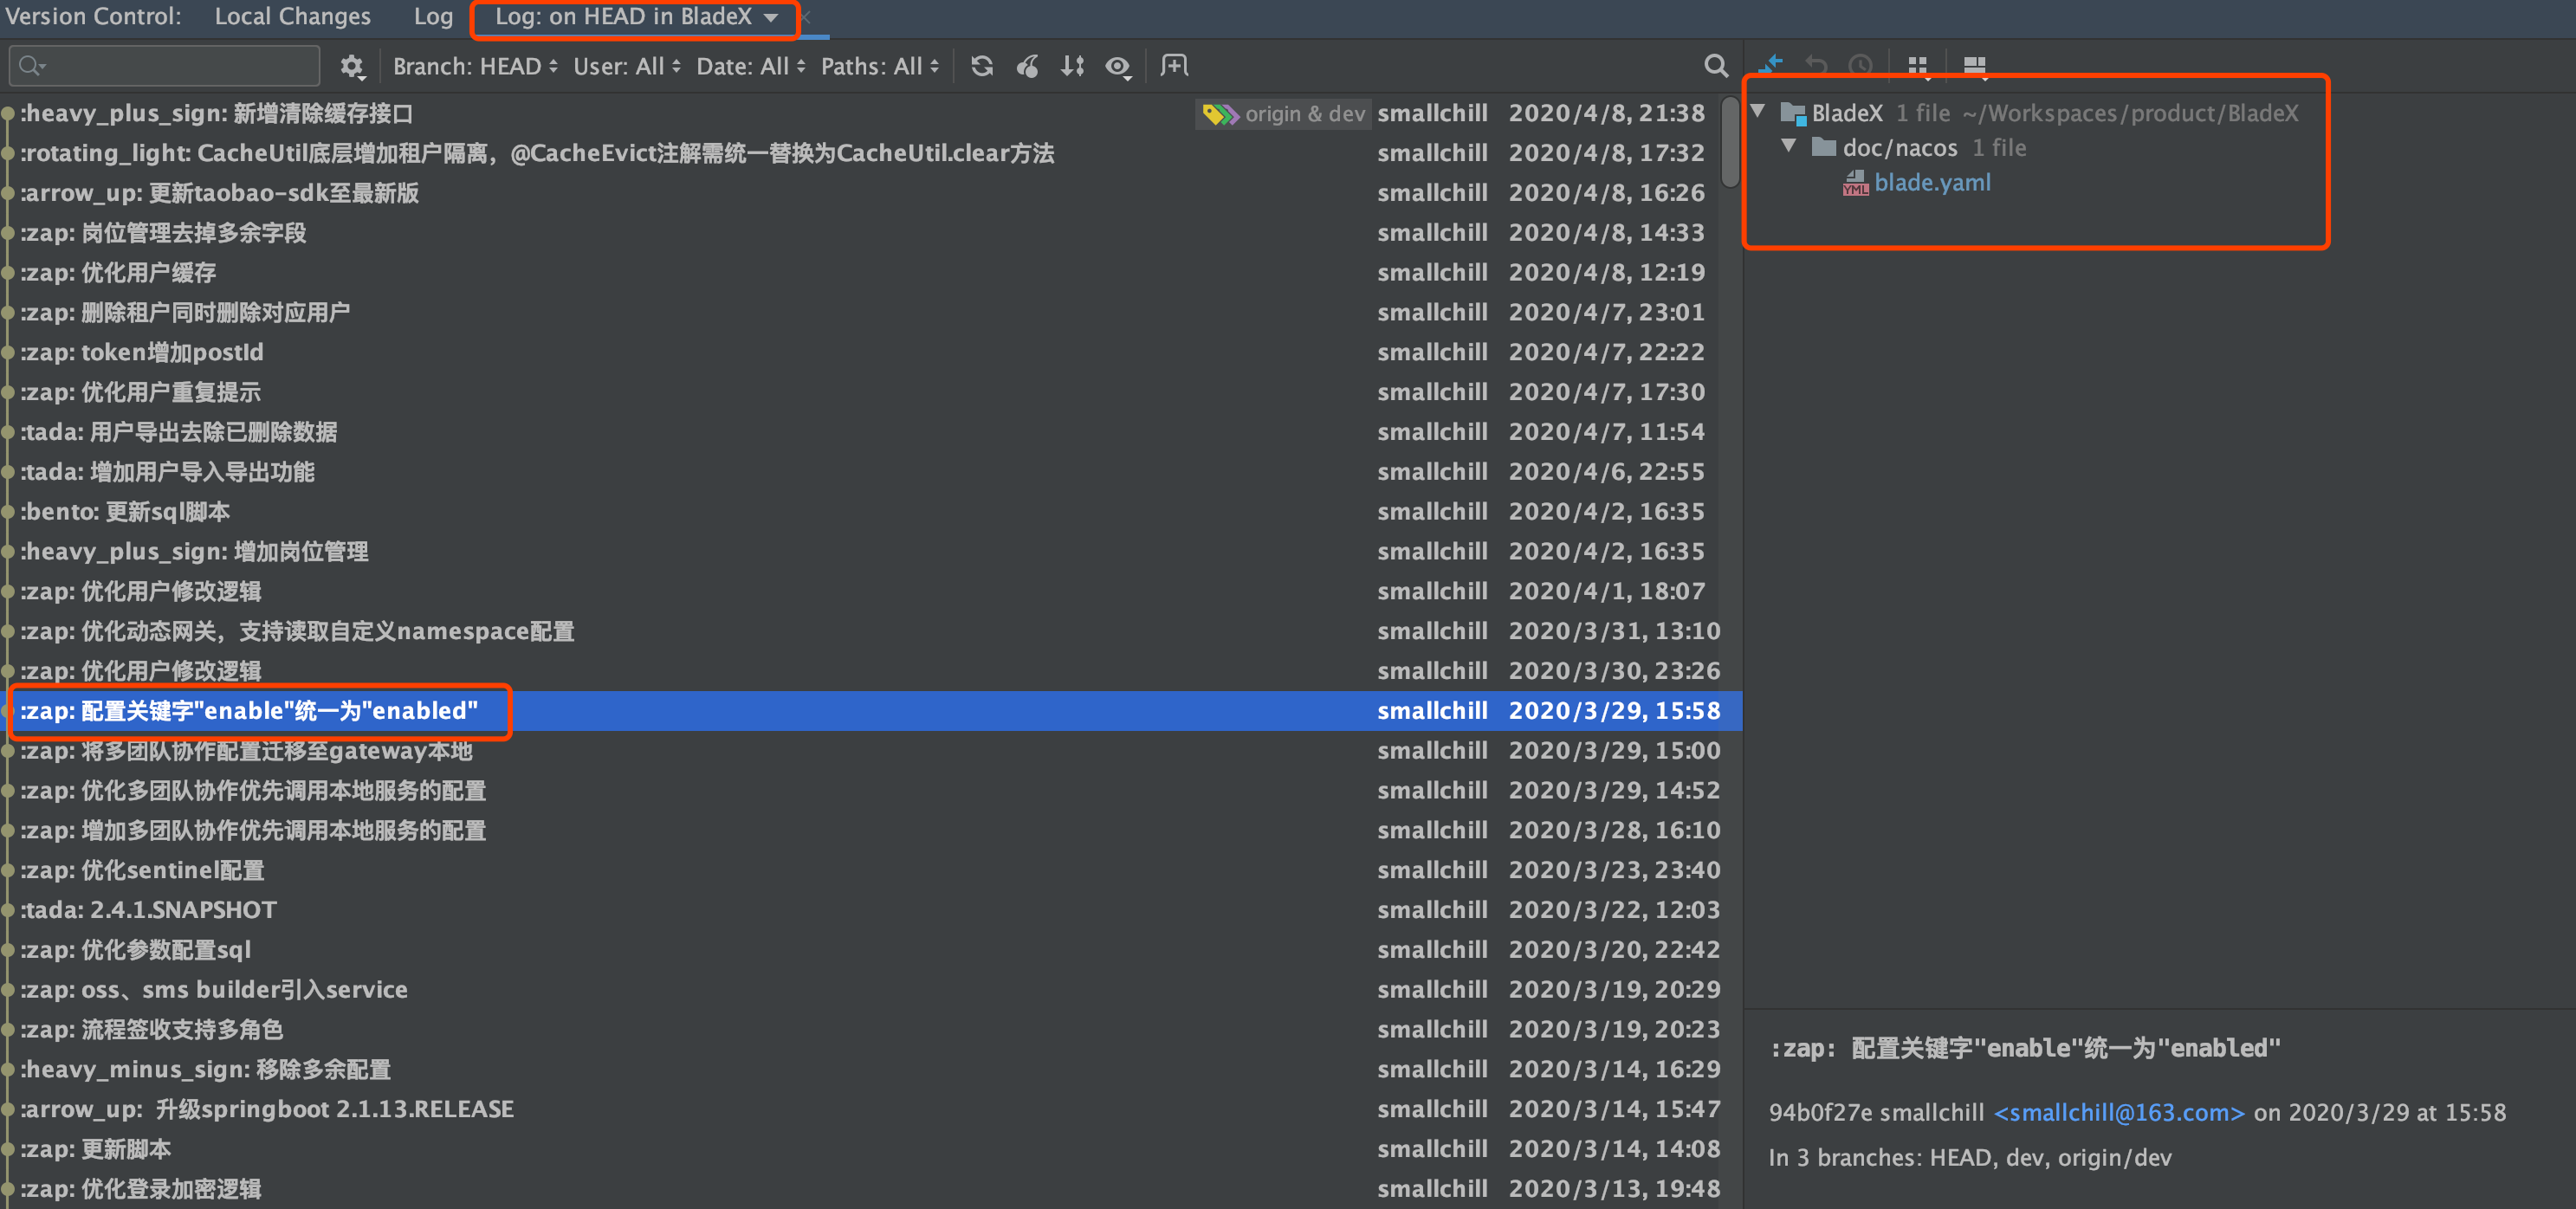 Version Control: Local Changes Log Log: on HEAD in BladeX
Branch: HEAD User: All Date: All Paths: All
:heavy_plus_sign: 新增清除缓存接口 origin & dev smallchill 2020/4/8, 21:38
:rotating_light: CacheUtil底层增加租户隔离，@CacheEvict注解需统一替换为CacheUtil.clear方法 smallchill 2020/4/8, 17:32
:arrow_up: 更新taobao-sdk至最新版 smallchill 2020/4/8, 16:26
:zap: 岗位管理去掉多余字段 smallchill 2020/4/8, 14:33
:zap: 优化用户缓存 smallchill 2020/4/8, 12:19
:zap: 删除租户同时删除对应用户 smallchill 2020/4/7, 23:01
:zap: token增加postId smallchill 2020/4/7, 22:22
:zap: 优化用户重复提示 smallchill 2020/4/7, 17:30
:tada: 用户导出去除已删除数据 smallchill 2020/4/7, 11:54
:tada: 增加用户导入导出功能 smallchill 2020/4/6, 22:55
:bento: 更新sql脚本 smallchill 2020/4/2, 16:35
:heavy_plus_sign: 增加岗位管理 smallchill 2020/4/2, 16:35
:zap: 优化用户修改逻辑 smallchill 2020/4/1, 18:07
:zap: 优化动态网关，支持读取自定义namespace配置 smallchill 2020/3/31, 13:10
:zap: 优化用户修改逻辑 smallchill 2020/3/30, 23:26
:zap: 配置关键字"enable"统一为"enabled" smallchill 2020/3/29, 15:58
:zap: 将多团队协作配置迁移至gateway本地 smallchill 2020/3/29, 15:00
:zap: 优化多团队协作优先调用本地服务的配置 smallchill 2020/3/29, 14:52
:zap: 增加多团队协作优先调用本地服务的配置 smallchill 2020/3/28, 16:10
:zap: 优化sentinel配置 smallchill 2020/3/23, 23:40
:tada: 2.4.1.SNAPSHOT smallchill 2020/3/22, 12:03
:zap: 优化参数配置sql smallchill 2020/3/20, 22:42
:zap: oss、sms builder引入service smallchill 2020/3/19, 20:29
:zap: 流程签收支持多角色 smallchill 2020/3/19, 20:23
:heavy_minus_sign: 移除多余配置 smallchill 2020/3/14, 16:29
:arrow_up: 升级springboot 2.1.13.RELEASE smallchill 2020/3/14, 15:47
:zap: 更新脚本 smallchill 2020/3/14, 14:08
:zap: 优化登录加密逻辑 smallchill 2020/3/13, 19:48
BladeX 1 file ~/Workspaces/product/BladeX
doc/nacos 1 file
YML blade.yaml
:zap: 配置关键字"enable"统一为"enabled"
94b0f27e smallchill <smallchill@163.com> on 2020/3/29 at 15:58
In 3 branches: HEAD, dev, origin/dev